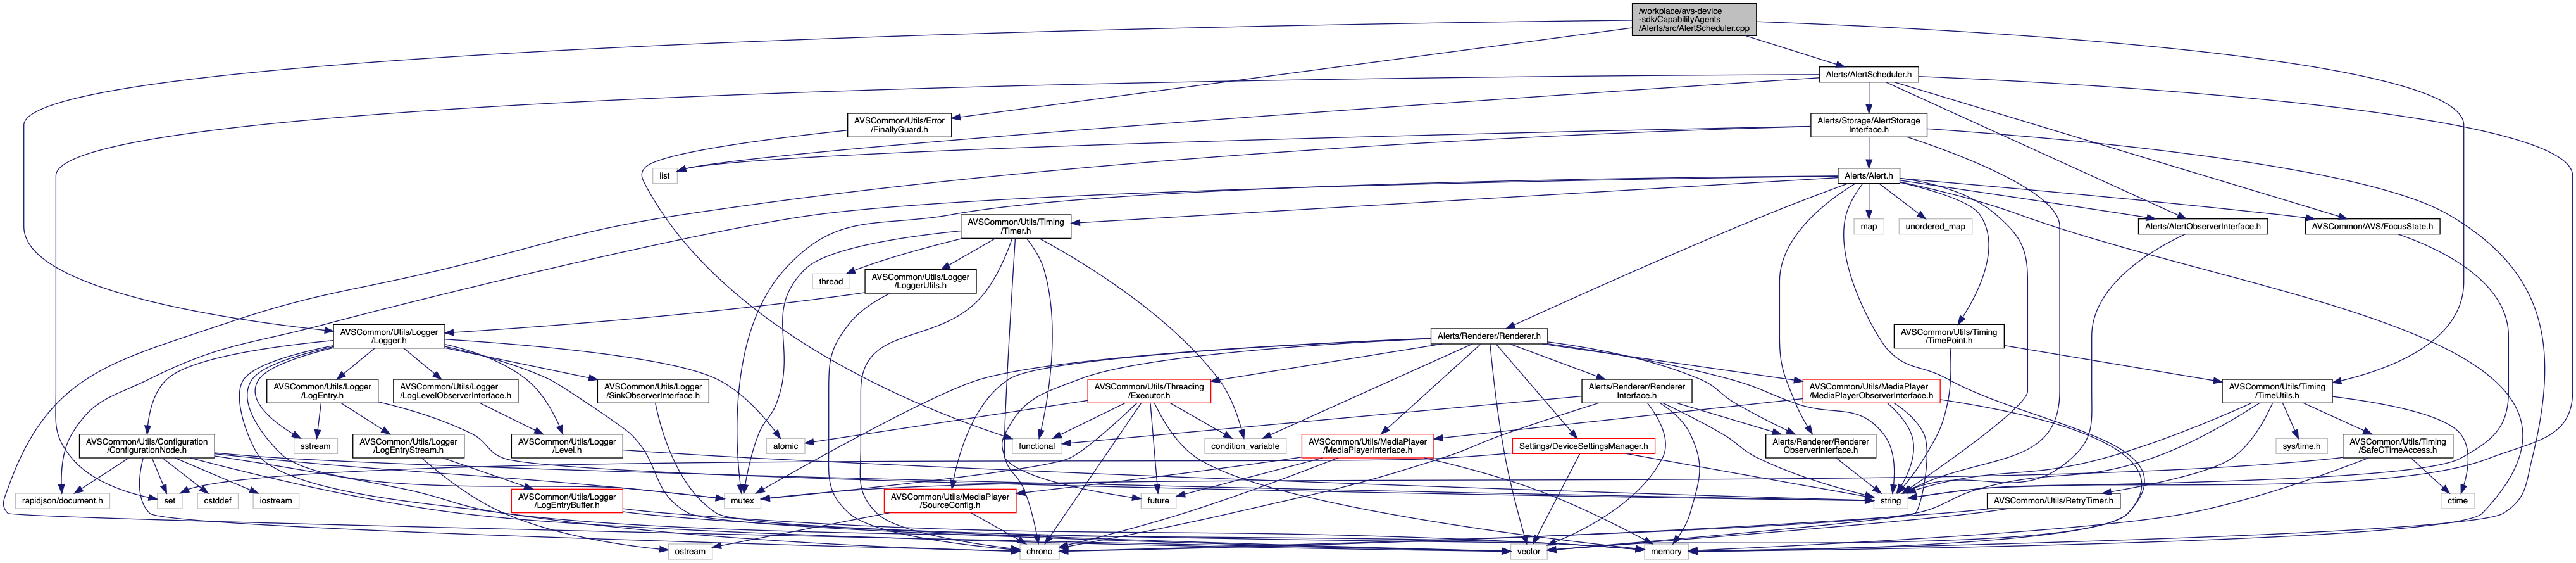 /workplace/avs-device
-sdk/CapabilityAgents
/Alerts/src/AlertScheduler.cpp
Alerts/AlertScheduler.h
AVSCommon/Utils/Error
/FinallyGuard.h
Alerts/Storage/AlertStorage
Interface.h
list
Alerts/Alert.h
AVSCommon/Utils/Timing
/Timer.h
map
unordered_map
Alerts/AlertObserverInterface.h
AVSCommon/AVS/FocusState.h
thread
AVSCommon/Utils/Logger
/LoggerUtils.h
AVSCommon/Utils/Logger
/Logger.h
Alerts/Renderer/Renderer.h
AVSCommon/Utils/Timing
/TimePoint.h
AVSCommon/Utils/Logger
/LogEntry.h
AVSCommon/Utils/Logger
/LogLevelObserverInterface.h
AVSCommon/Utils/Logger
/SinkObserverInterface.h
AVSCommon/Utils/Threading
/Executor.h
Alerts/Renderer/Renderer
Interface.h
AVSCommon/Utils/MediaPlayer
/MediaPlayerObserverInterface.h
AVSCommon/Utils/Timing
/TimeUtils.h
AVSCommon/Utils/Configuration
/ConfigurationNode.h
sstream
AVSCommon/Utils/Logger
/LogEntryStream.h
AVSCommon/Utils/Logger
/Level.h
atomic
functional
condition_variable
AVSCommon/Utils/MediaPlayer
/MediaPlayerInterface.h
Settings/DeviceSettingsManager.h
Alerts/Renderer/Renderer
ObserverInterface.h
sys/time.h
AVSCommon/Utils/Timing
/SafeCTimeAccess.h
rapidjson/document.h
set
cstddef
iostream
AVSCommon/Utils/Logger
/LogEntryBuffer.h
mutex
AVSCommon/Utils/MediaPlayer
/SourceConfig.h
future
string
AVSCommon/Utils/RetryTimer.h
ctime
ostream
chrono
vector
memory